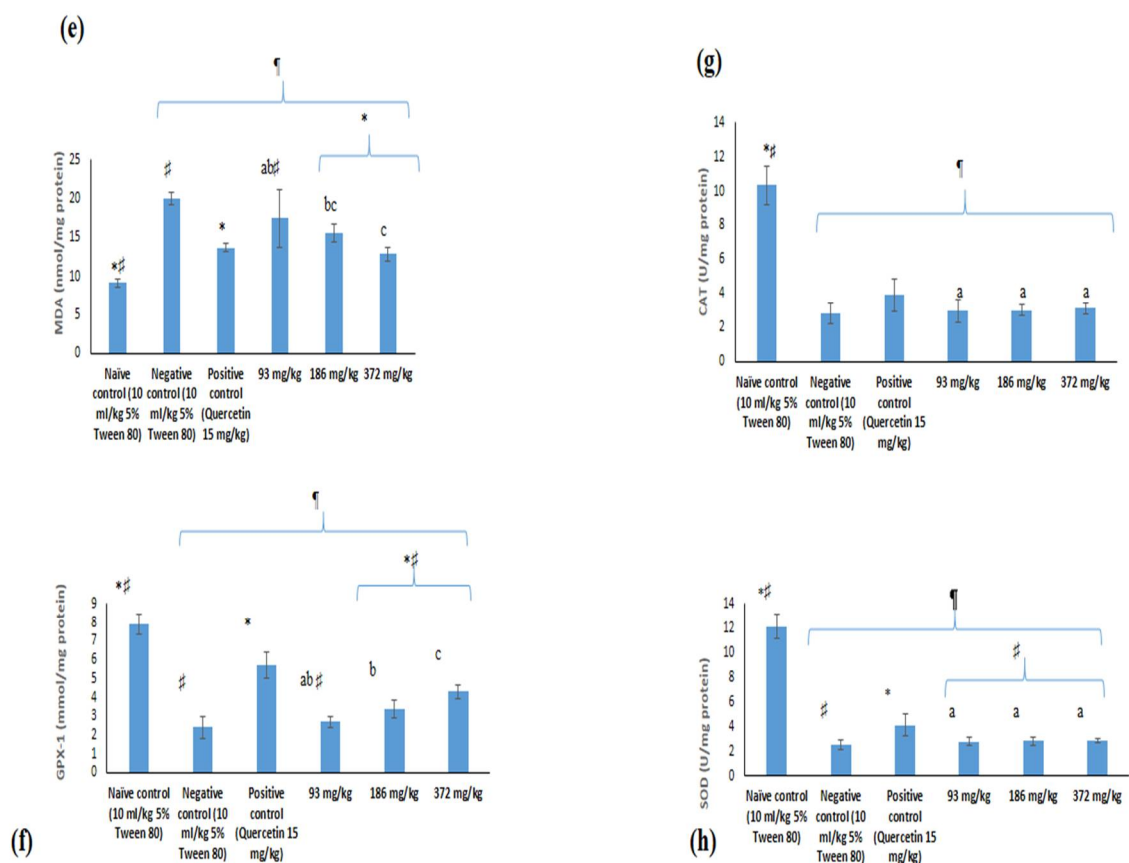 (e)
¶
*
MDA (nmol/mg protein)
25
20
15
10
5
0
*♯
♯
*
ab♯
bc
c
Naïve control (10 ml/kg 5% Tween 80)
Negative control (10 ml/kg 5% Tween 80)
Positive control (Quercetin 15 mg/kg)
93 mg/kg
186 mg/kg
372 mg/kg
(g)
¶
CAT (U/mg protein)
14
12
10
8
6
4
2
0
*♯
a
a
a
Naïve control (10 ml/kg 5% Tween 80)
Negative control (10 ml/kg 5% Tween 80)
Positive control (Quercetin 15 mg/kg)
93 mg/kg
186 mg/kg
372 mg/kg
¶
*♯
GPX-1 (mmol/mg protein)
9
8
7
6
5
4
3
2
1
0
*♯
♯
*
ab♯
b
c
Naïve control (10 ml/kg 5% Tween 80)
Negative control (10 ml/kg 5% Tween 80)
Positive control (Quercetin 15 mg/kg)
93 mg/kg
186 mg/kg
372 mg/kg
(f)
¶
♯
SOD (U/mg protein)
14
12
10
8
6
4
2
0
*♯
♯
*
a
a
a
Naïve control (10 ml/kg 5% Tween 80)
Negative control (10 ml/kg 5% Tween 80)
Positive control (Quercetin 15 mg/kg)
93 mg/kg
186 mg/kg
372 mg/kg
(h)